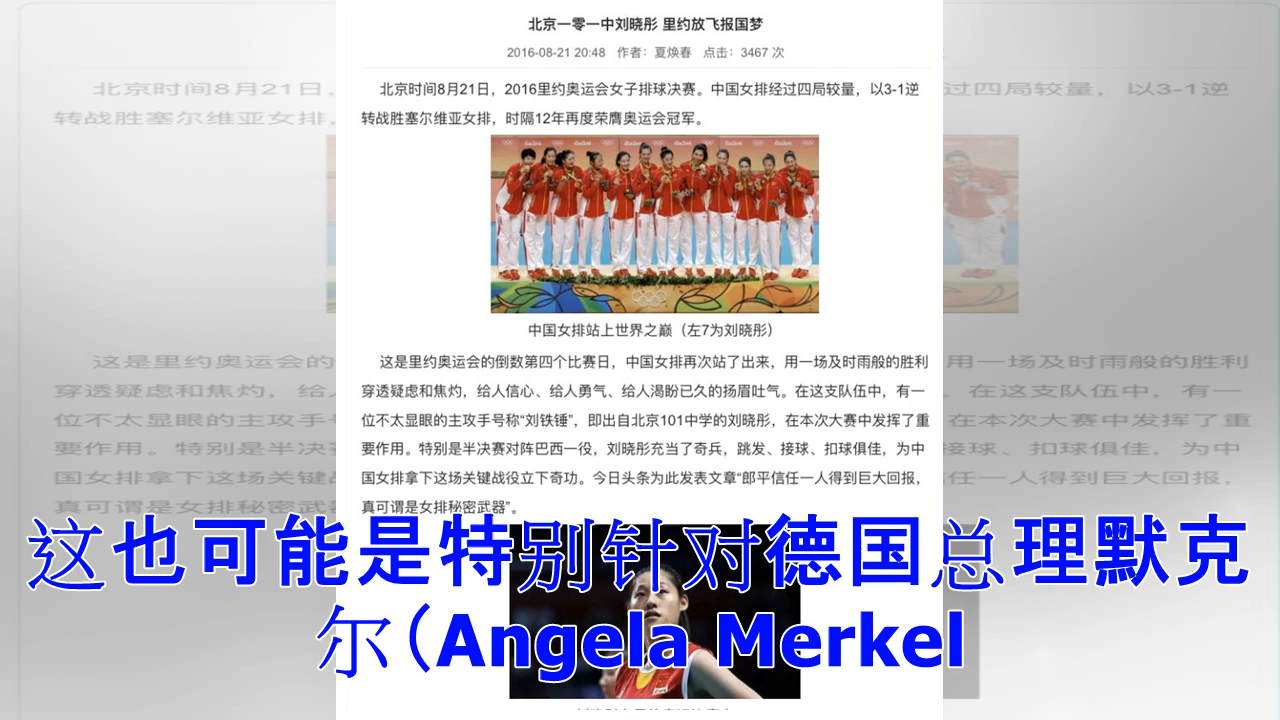 北京一零一中刘晓彤 里约放飞报国梦
2016-08-21 20:48 作者：夏焕春 点击：3467 次
北京时间8月21日，2016里约奥运会女子排球决赛。中国女排经过四局较量，以3-1逆
转战胜塞尔维亚女排，时隔12年再度荣膺奥运会冠军。
中国女排站上世界之巅（左7为刘晓彤）
这是里约奥运会的倒数第四个比赛日，中国女排再次站了出来，用一场及时雨般的胜利
穿透疑虑和焦灼，给人信心、给人勇气、给人渴盼已久的扬眉吐气。在这支队伍中，有一
位不太显眼的主攻手号称“刘铁锤”，即出自北京101中学的刘晓彤，在本次大赛中发挥了重
要作用。特别是半决赛对阵巴西一役，刘晓彤充当了奇兵，跳发、接球、扣球俱佳，为中
国女排拿下这场关键战役立下奇功。今日头条为此发表文章“郎平信任一人得到巨大回报，
真可谓是女排秘密武器”。
这也可能是特别针对德国总理默克
尔(Angela Merkel